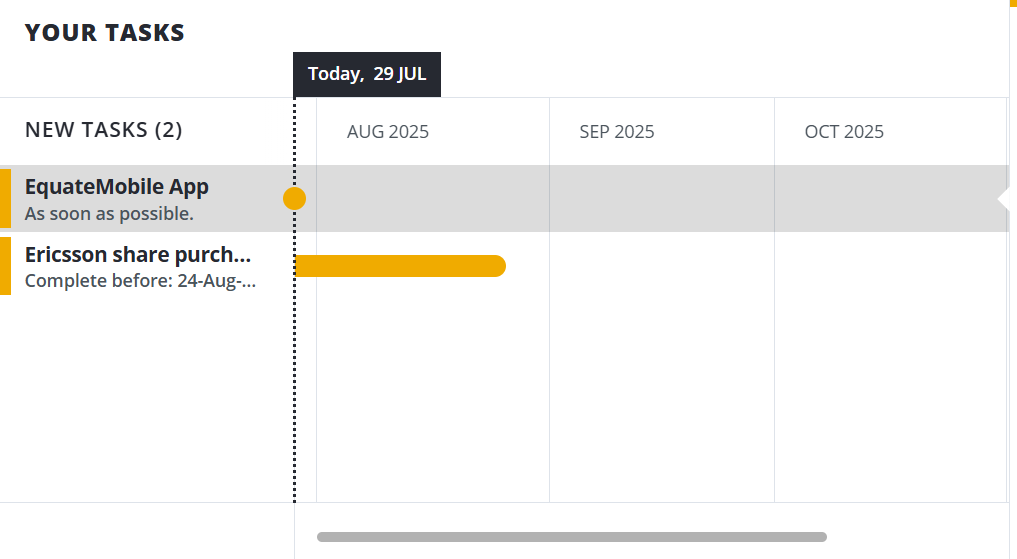 YOUR TASKS
Today, 29 JUL
NEW TASKS (2)
AUG 2025
SEP 2025
OCT 2025
EquateMobile App
As soon as possible.
Ericsson share purch...
Complete before: 24-Aug-...